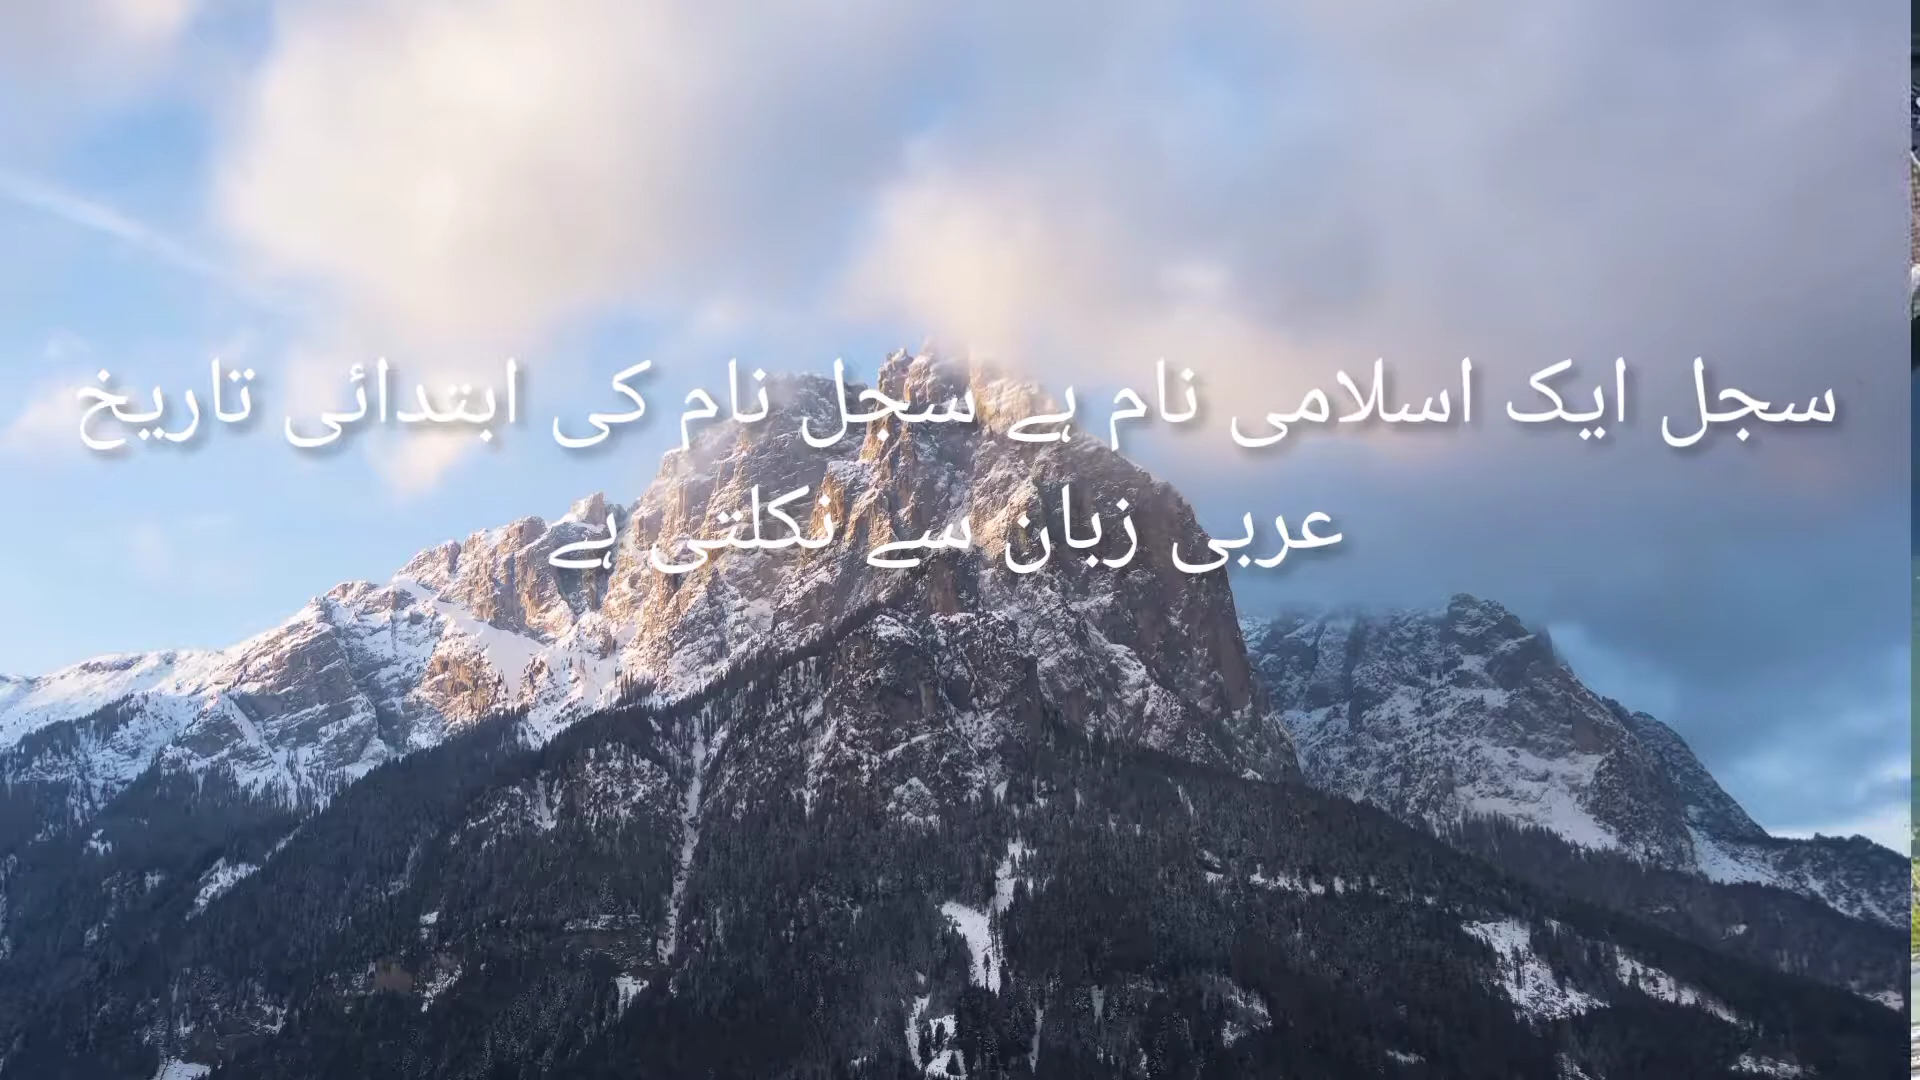 سجل ایک اسلامی نام ہے سجل نام کی ابتدائی تاریخ
عربی زبان سے نکلتی ہے